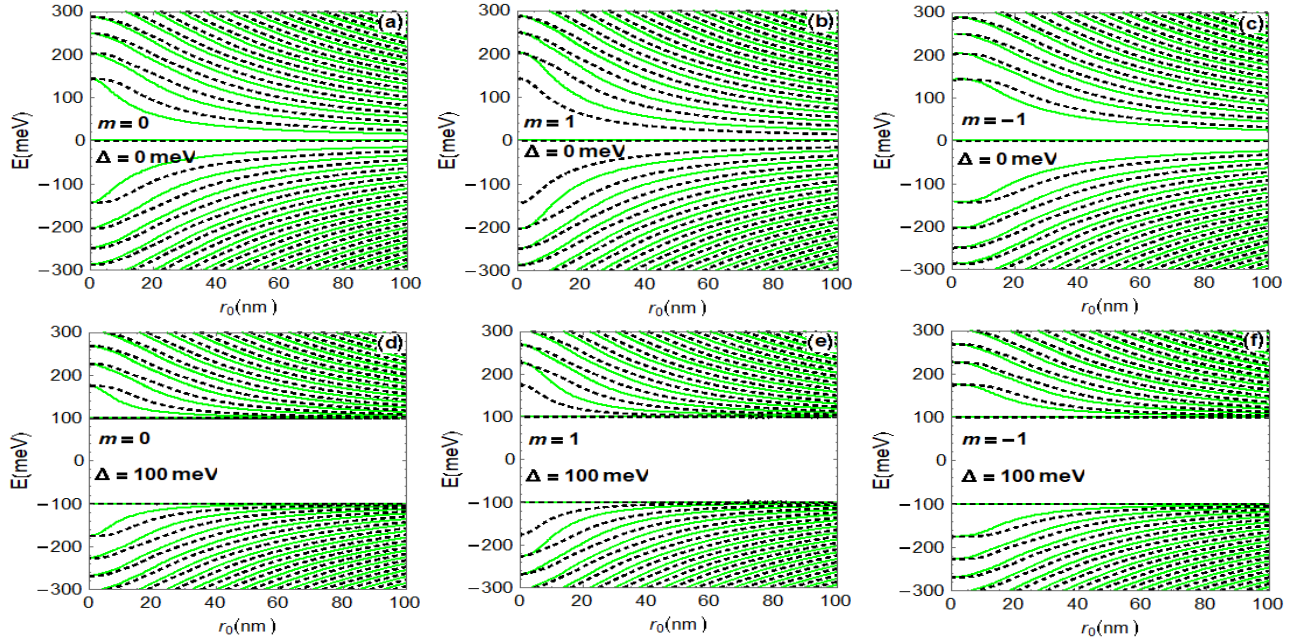 (a)
300
200
100
0
−100
−200
−300
E(meV)
m = 0
Δ = 0 meV
0 20 40 60 80 100
r0(nm)
(b)
300
200
100
0
−100
−200
−300
E(meV)
m = 1
Δ = 0 meV
0 20 40 60 80 100
r0(nm)
(c)
300
200
100
0
−100
−200
−300
E(meV)
m = −1
Δ = 0 meV
0 20 40 60 80 100
r0(nm)
(d)
300
200
100
0
−100
−200
−300
E(meV)
m = 0
Δ = 100 meV
0 20 40 60 80 100
r0(nm)
(e)
300
200
100
0
−100
−200
−300
E(meV)
m = 1
Δ = 100 meV
0 20 40 60 80 100
r0(nm)
(f)
300
200
100
0
−100
−200
−300
E(meV)
m = −1
Δ = 100 meV
0 20 40 60 80 100
r0(nm)